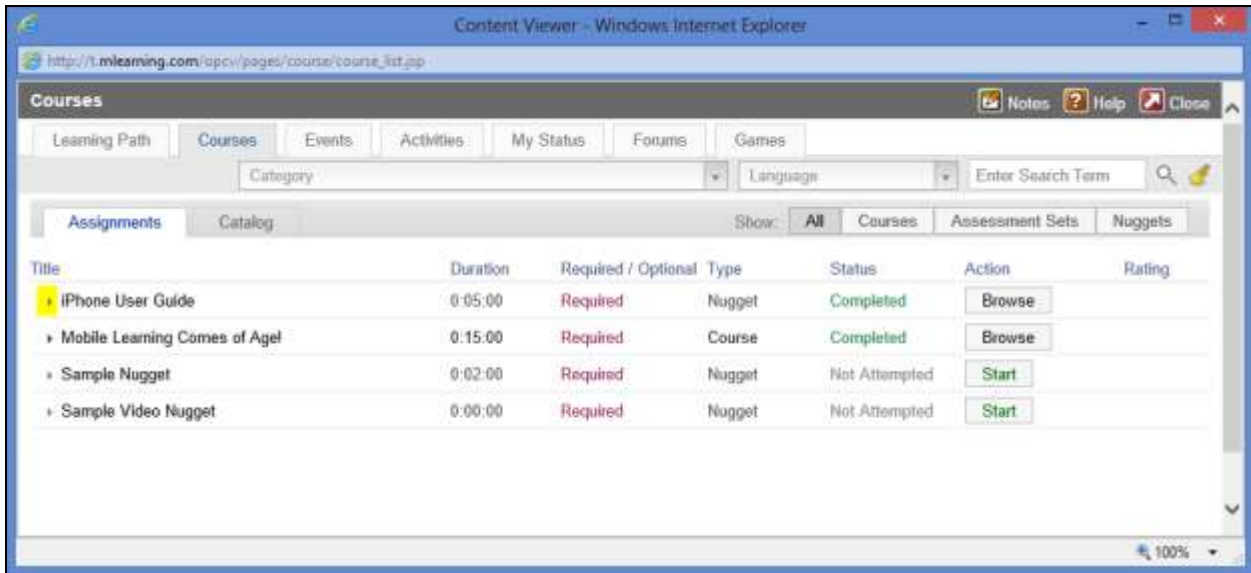 Content Viewer - Windows Internet Explorer
http://t.mlearning.com/opcv/pages/course/course_list.jsp
Courses Notes Help Close
Learning Path Courses Events Activities My Status Forums Games
Category Language Enter Search Term
Assignments Catalog Show: All Courses Assessment Sets Nuggets
Title Duration Required / Optional Type Status Action Rating
iPhone User Guide 0:05:00 Required Nugget Completed Browse
Mobile Learning Comes of Age! 0:15:00 Required Course Completed Browse
Sample Nugget 0:02:00 Required Nugget Not Attempted Start
Sample Video Nugget 0:00:00 Required Nugget Not Attempted Start
100%